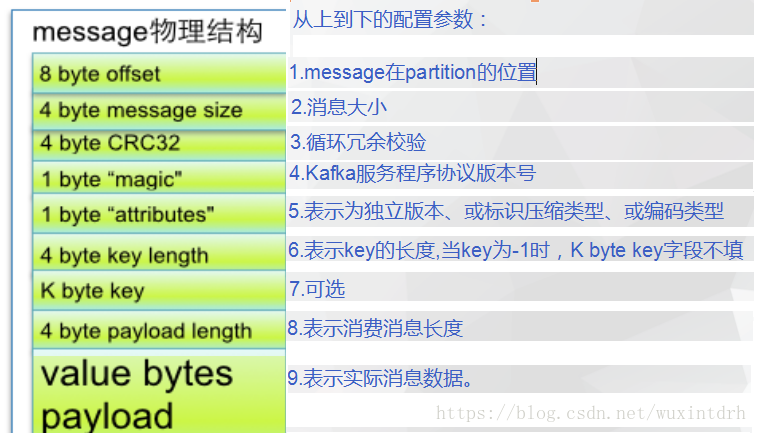 message物理结构
从上到下的配置参数：
8 byte offset
1.message在partition的位置
4 byte message size
2.消息大小
4 byte CRC32
3.循环冗余校验
1 byte “magic"
4.Kafka服务程序协议版本号
1 byte “attributes"
5.表示为独立版本、或标识压缩类型、或编码类型
4 byte key length
6.表示key的长度,当key为-1时，K byte key字段不填
K byte key
7.可选
4 byte payload length
8.表示消费消息长度
value bytes
payload
9.表示实际消息数据。
https://blog.csdn.net/wuxintdrh